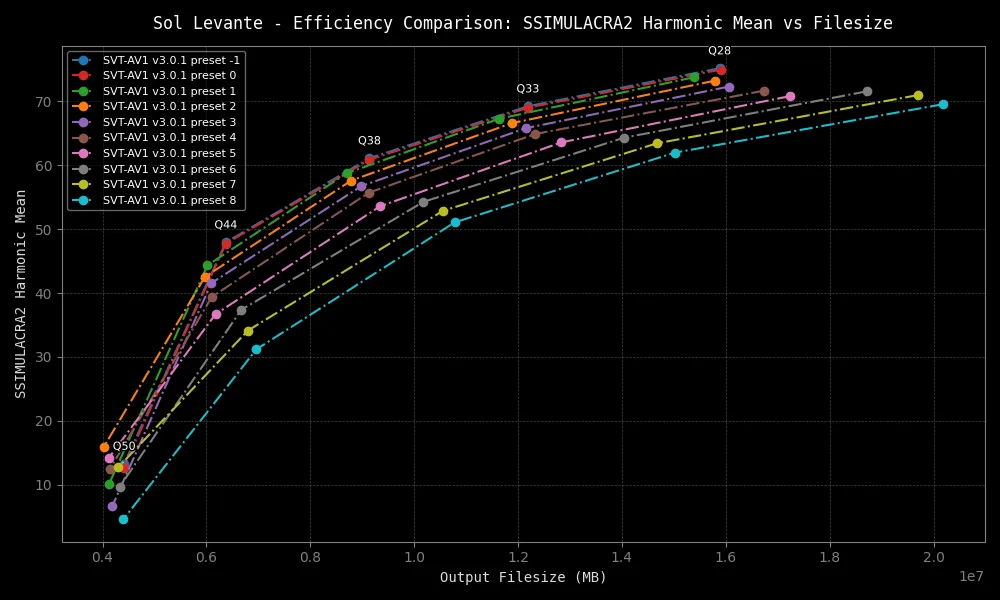 Sol Levante - Efficiency Comparison: SSIMULACRA2 Harmonic Mean vs Filesize
SVT-AV1 v3.0.1 preset -1
SVT-AV1 v3.0.1 preset 0
SVT-AV1 v3.0.1 preset 1
SVT-AV1 v3.0.1 preset 2
SVT-AV1 v3.0.1 preset 3
SVT-AV1 v3.0.1 preset 4
SVT-AV1 v3.0.1 preset 5
SVT-AV1 v3.0.1 preset 6
SVT-AV1 v3.0.1 preset 7
SVT-AV1 v3.0.1 preset 8
Q28
Q33
Q38
Q44
Q50
SSIMULACRA2 Harmonic Mean
70
60
50
40
30
20
10
0.4 0.6 0.8 1.0 1.2 1.4 1.6 1.8 2.0
1e7
Output Filesize (MB)